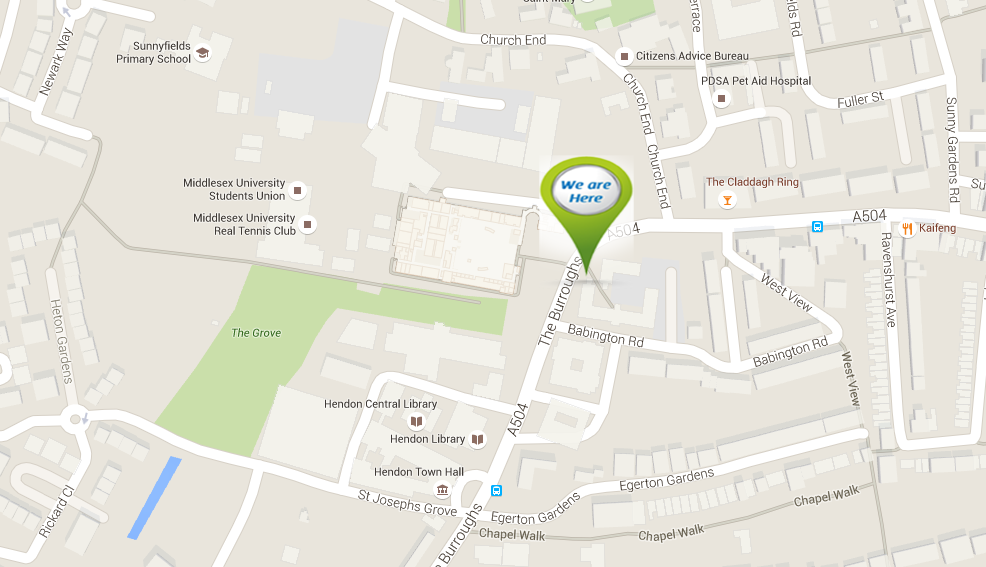 Saint Mary
Church End
Newark Way
Sunnyfields
Primary School
Citizens Advice Bureau
PDSA Pet Aid Hospital
Fuller St
Church End
Church End
Sunny Gardens Rd
Middlesex University
Students Union
Middlesex University
Real Tennis Club
We are
Here
The Claddagh Ring
A504
A504
Kaifeng
Ravenshurst Ave
The Burroughs
West View
Babington Rd
Babington Rd
West View
Heton Gardens
The Grove
Hendon Central Library
Hendon Library
A504
Hendon Town Hall
St Josephs Grove
Egerton Gardens
Egerton Gardens
Chapel Walk
Chapel Walk
Chapel Walk
Rickard Cl
The Burroughs